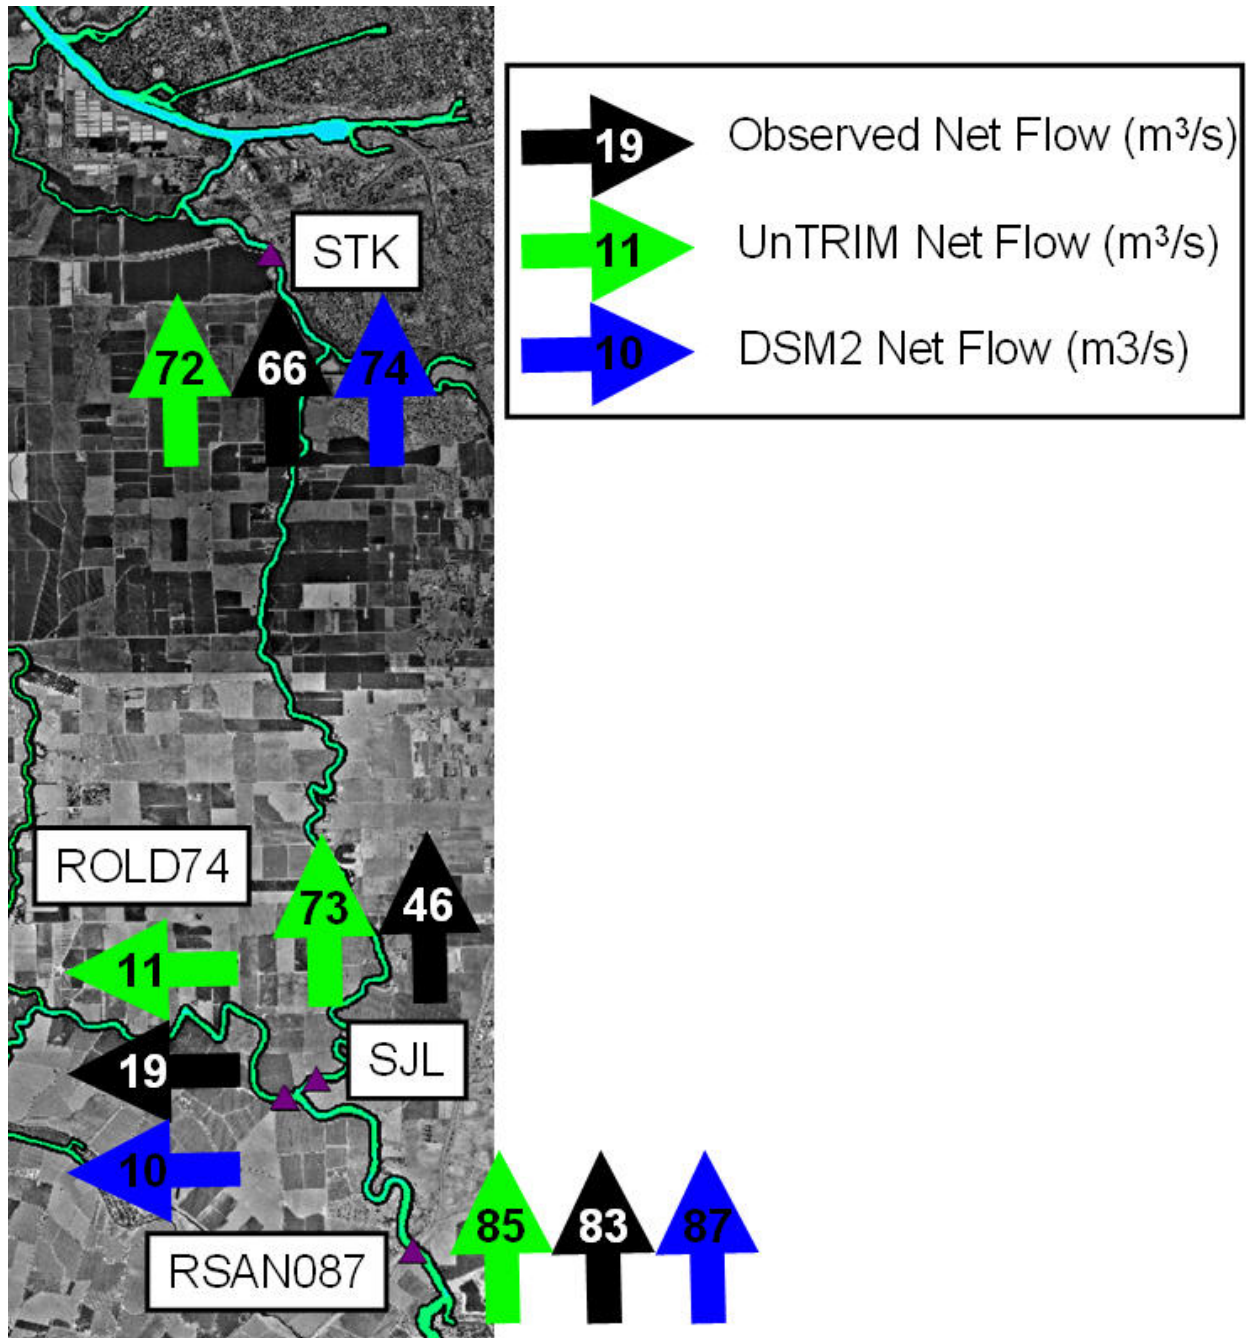 19 Observed Net Flow (m³/s)
11 UnTRIM Net Flow (m³/s)
10 DSM2 Net Flow (m3/s)
STK
72 66 74
ROLD74
73 46
11
19
SJL
10
RSAN087
85 83 87